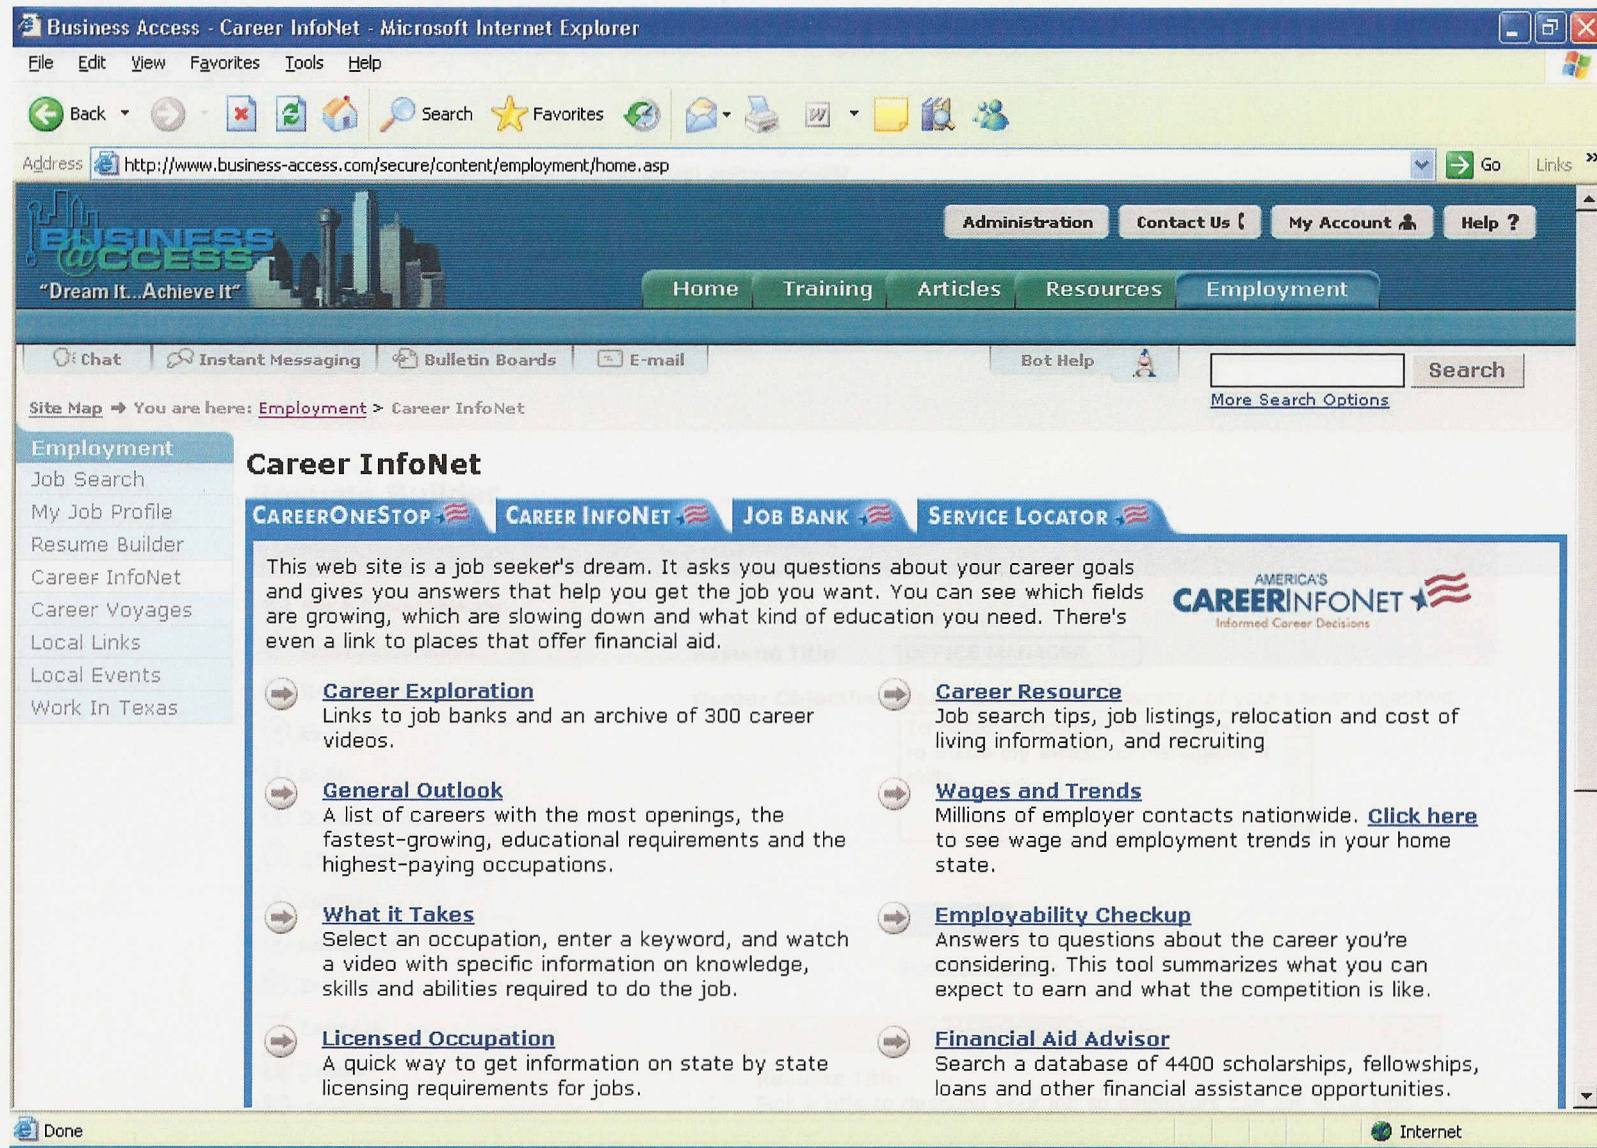 Business Access - Career InfoNet - Microsoft Internet Explorer
File Edit View Favorites Tools Help
Back Search Favorites
Address http://www.business-access.com/secure/content/employment/home.asp Go Links »
BUSINESS
@CCESS
"Dream It...Achieve It"
Administration Contact Us My Account Help ?
Home Training Articles Resources Employment
Chat Instant Messaging Bulletin Boards E-mail Bot Help Search
More Search Options
Site Map You are here: Employment > Career InfoNet
Employment
Job Search
My Job Profile
Resume Builder
Career InfoNet
Career Voyages
Local Links
Local Events
Work In Texas
Career InfoNet
CAREERONESTOP CAREER INFONET JOB BANK SERVICE LOCATOR
This web site is a job seeker's dream. It asks you questions about your career goals
and gives you answers that help you get the job you want. You can see which fields
are growing, which are slowing down and what kind of education you need. There's
even a link to places that offer financial aid.
AMERICA'S
CAREERINFONET
Informed Career Decisions
Career Exploration
Links to job banks and an archive of 300 career
videos.
General Outlook
A list of careers with the most openings, the
fastest-growing, educational requirements and the
highest-paying occupations.
What it Takes
Select an occupation, enter a keyword, and watch
a video with specific information on knowledge,
skills and abilities required to do the job.
Licensed Occupation
A quick way to get information on state by state
licensing requirements for jobs.
Career Resource
Job search tips, job listings, relocation and cost of
living information, and recruiting
Wages and Trends
Millions of employer contacts nationwide. Click here
to see wage and employment trends in your home
state.
Employability Checkup
Answers to questions about the career you're
considering. This tool summarizes what you can
expect to earn and what the competition is like.
Financial Aid Advisor
Search a database of 4400 scholarships, fellowships,
loans and other financial assistance opportunities.
Done Internet